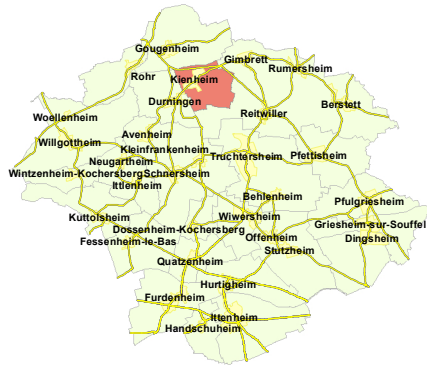 Gougenheim
Gimbrett
Rumersheim
Rohr
Kienheim
Durningen
Berstett
Reitwiller
Woellenheim
Avenheim
Willgottheim
Kleinfrankenheim
Neugartheim
Truchtersheim
Pfettisheim
Wintzenheim-Kochersberg
Schnersheim
Ittlenheim
Behlenheim
Pfulgriesheim
Kuttolsheim
Wiwersheim
Griesheim-sur-Souffel
Dossenheim-Kochersberg
Offenheim
Dingsheim
Fessenheim-le-Bas
Stutzheim
Quatzenheim
Hurtigheim
Furdenheim
Ittenheim
Handschuheim